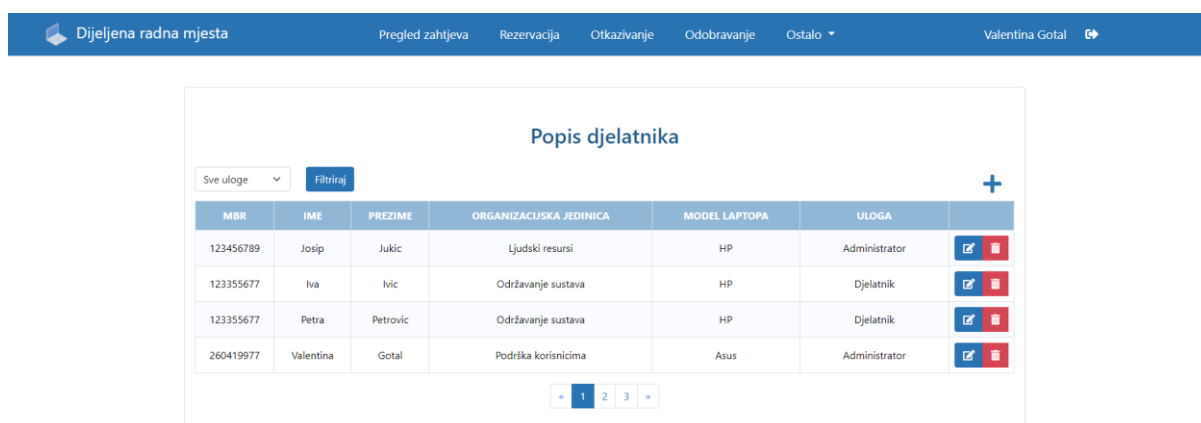 Dijeljena radna mjesta Pregled zahtjeva Rezervacija Otkazivanje Odobravanje Ostalo Valentina Gotal
Popis djelatnika
Sve uloge Filtriraj
MBR IME PREZIME ORGANIZACIJSKA JEDINICA MODEL LAPTOPA ULOGA
123456789 Josip Jukic Ljudski resursi HP Administrator
123355677 Iva Ivic Održavanje sustava HP Djelatnik
123355677 Petra Petrovic Održavanje sustava HP Djelatnik
260419977 Valentina Gotal Podrška korisnicima Asus Administrator
« 1 2 3 »